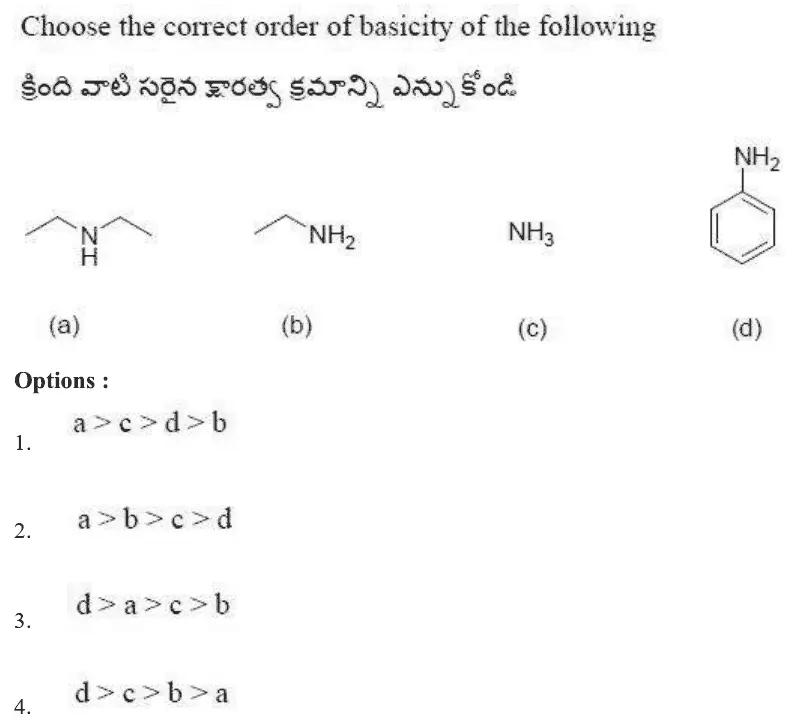 Choose the correct order of basicity of the following
క్రింది వాటి సరైన క్షారత్వ క్రమాన్ని ఎన్నుకోండి
NH2
N
H
NH2
NH3
(a)
(b)
(c)
(d)
Options :
1. a > c > d > b
2. a > b > c > d
3. d > a > c > b
4. d > c > b > a